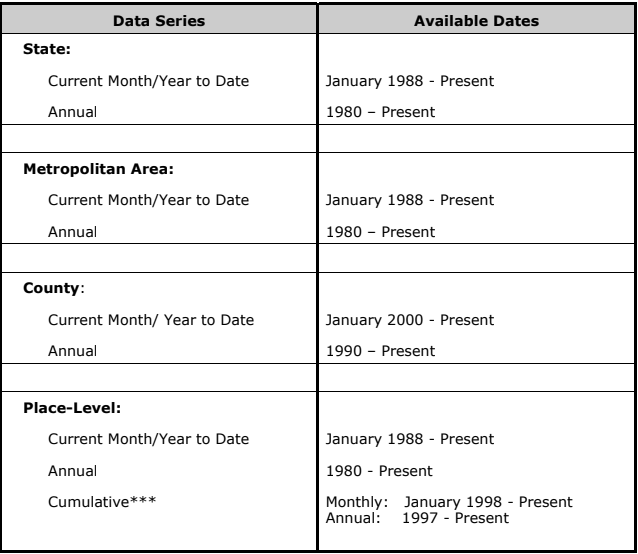 Data Series Available Dates
State:
Current Month/Year to Date January 1988 - Present
Annual 1980 – Present
Metropolitan Area:
Current Month/Year to Date January 1988 - Present
Annual 1980 – Present
County:
Current Month/ Year to Date January 2000 - Present
Annual 1990 – Present
Place-Level:
Current Month/Year to Date January 1988 - Present
Annual 1980 - Present
Cumulative*** Monthly: January 1998 - Present
Annual: 1997 - Present